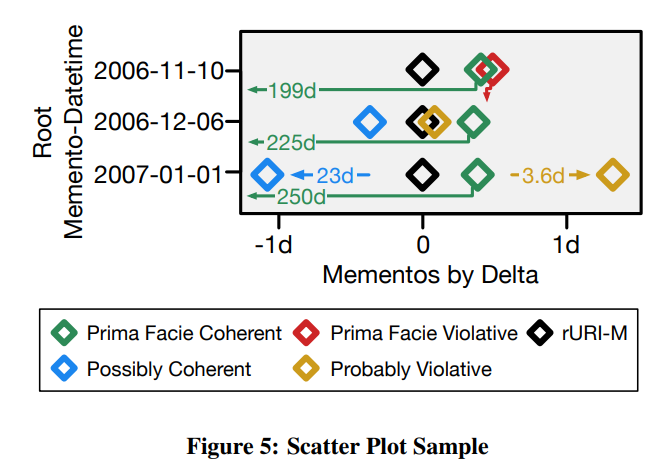 Root
Memento-Datetime
2006-11-10
199d
2006-12-06
225d
2007-01-01
23d
3.6d
250d
-1d 0 1d
Mementos by Delta
Prima Facie Coherent Prima Facie Violative rURI-M
Possibly Coherent Probably Violative
Figure 5: Scatter Plot Sample